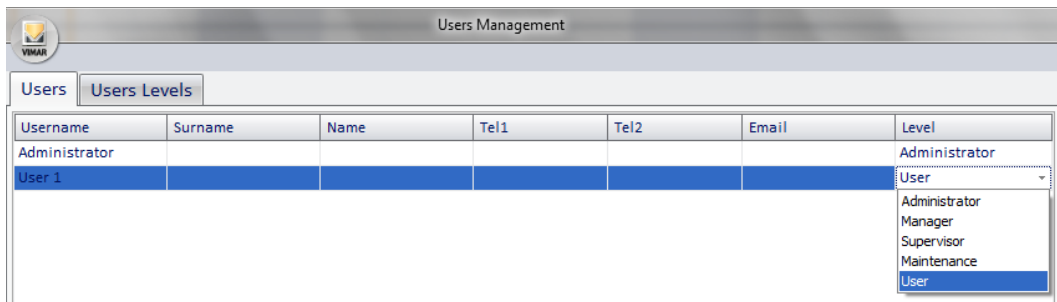 Users Management
VIMAR
Users Users Levels
Username Surname Name Tel1 Tel2 Email Level
Administrator Administrator
User 1 User
Administrator
Manager
Supervisor
Maintenance
User